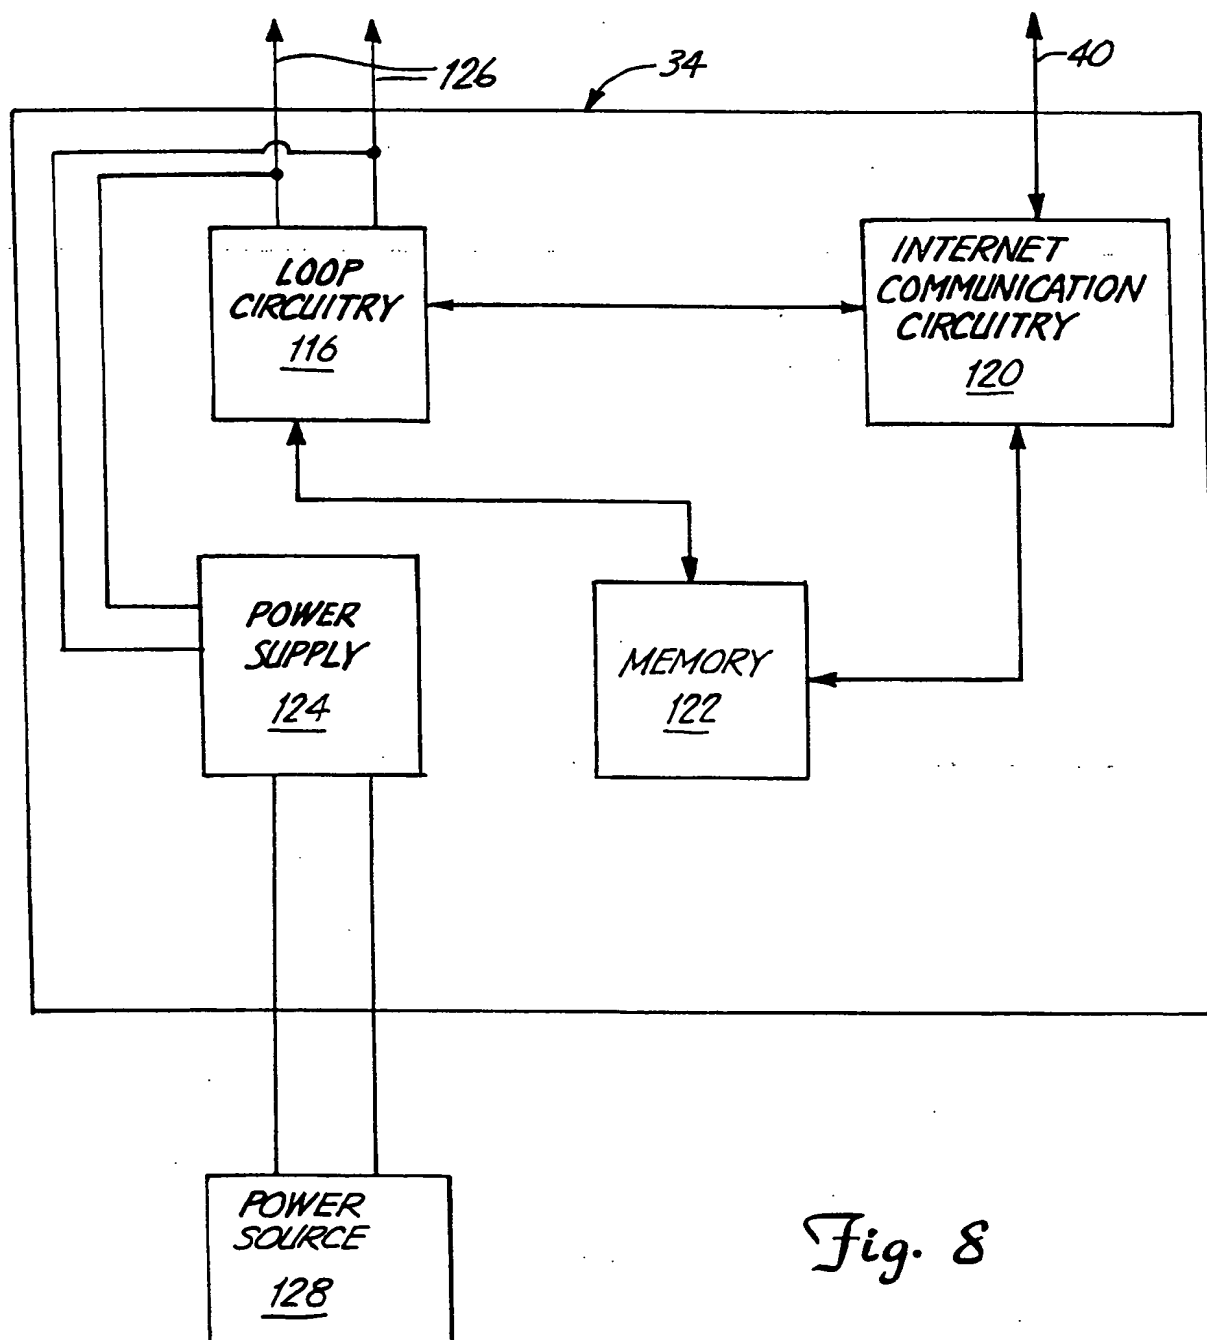 126
34
40
LOOP
CIRCUITRY
116
INTERNET
COMMUNICATION
CIRCUITRY
120
POWER
SUPPLY
124
MEMORY
122
POWER
SOURCE
128
Fig. 8